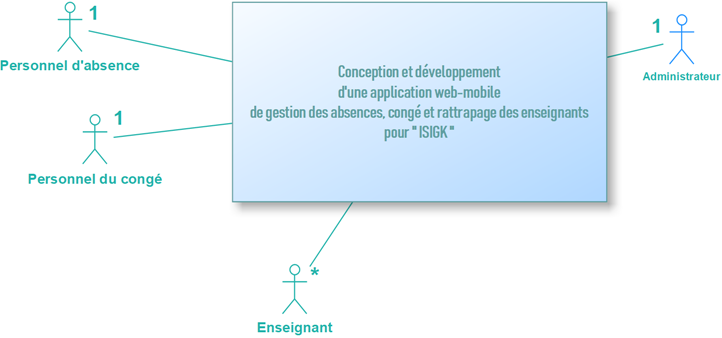 1
1
Personnel d'absence
Administrateur
Conception et développement
d'une application web-mobile
de gestion des absences, congé et rattrapage des enseignants
pour " ISIGK "
1
Personnel du congé
*
Enseignant